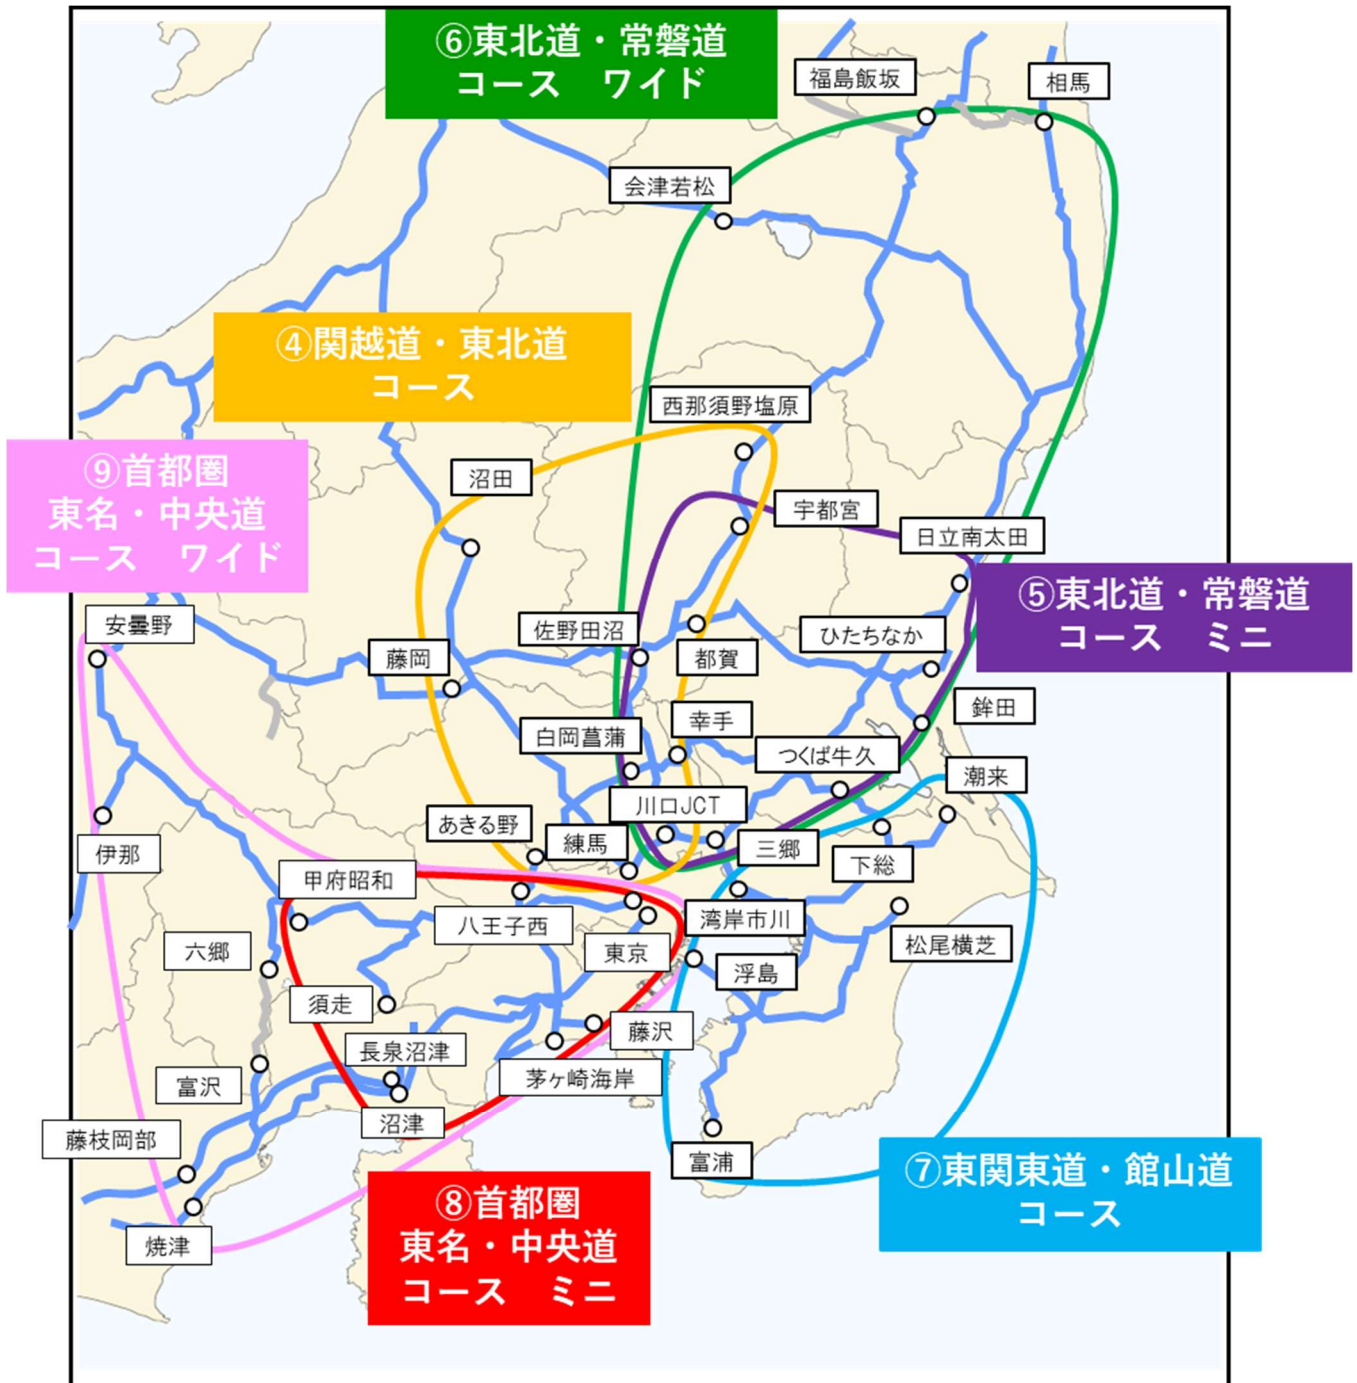 ⑥東北道・常磐道
コース　ワイド
福島飯坂
相馬
会津若松
④関越道・東北道
コース
西那須野塩原
⑨首都圏
東名・中央道
コース　ワイド
沼田
宇都宮
日立南太田
⑤東北道・常磐道
コース　ミニ
安曇野
佐野田沼
ひたちなか
藤岡
都賀
鉾田
白岡菖蒲
幸手
つくば牛久
潮来
川口JCT
あきる野
練馬
三郷
下総
伊那
甲府昭和
八王子西
湾岸市川
松尾横芝
六郷
東京
浮島
須走
藤沢
長泉沼津
茅ヶ崎海岸
富沢
沼津
藤枝岡部
富浦
⑦東関東道・館山道
コース
⑧首都圏
東名・中央道
コース　ミニ
焼津